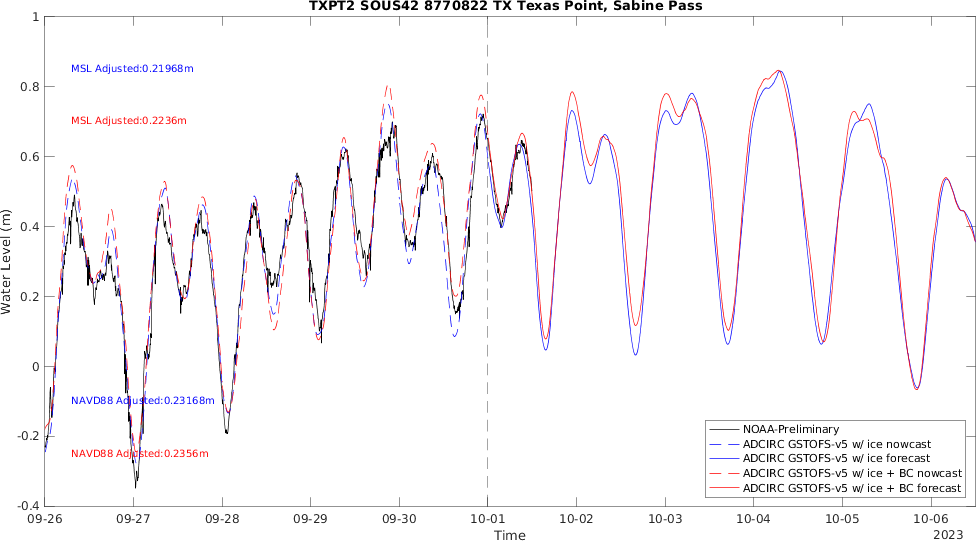 TXPT2 SOUS42 8770822 TX Texas Point, Sabine Pass
1
0.8
0.6
0.4
0.2
0
-0.2
-0.4
Water Level (m)
MSL Adjusted:0.21968m
MSL Adjusted:0.2236m
NAVD88 Adjusted:0.23168m
NAVD88 Adjusted:0.2356m
NOAA-Preliminary
ADCIRC GSTOFS-v5 w/ ice nowcast
ADCIRC GSTOFS-v5 w/ ice forecast
ADCIRC GSTOFS-v5 w/ ice + BC nowcast
ADCIRC GSTOFS-v5 w/ ice + BC forecast
09-26 09-27 09-28 09-29 09-30 10-01 10-02 10-03 10-04 10-05 10-06
Time
2023